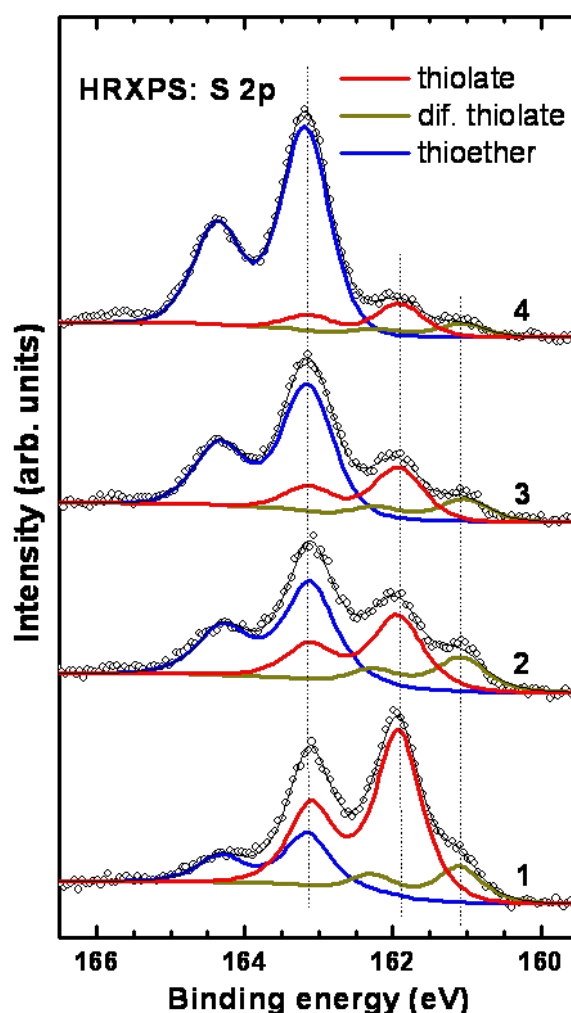 HRXPS: S 2p
thiolate
dif. thiolate
thioether
4
3
2
1
Intensity (arb. units)
166 164 162 160
Binding energy (eV)